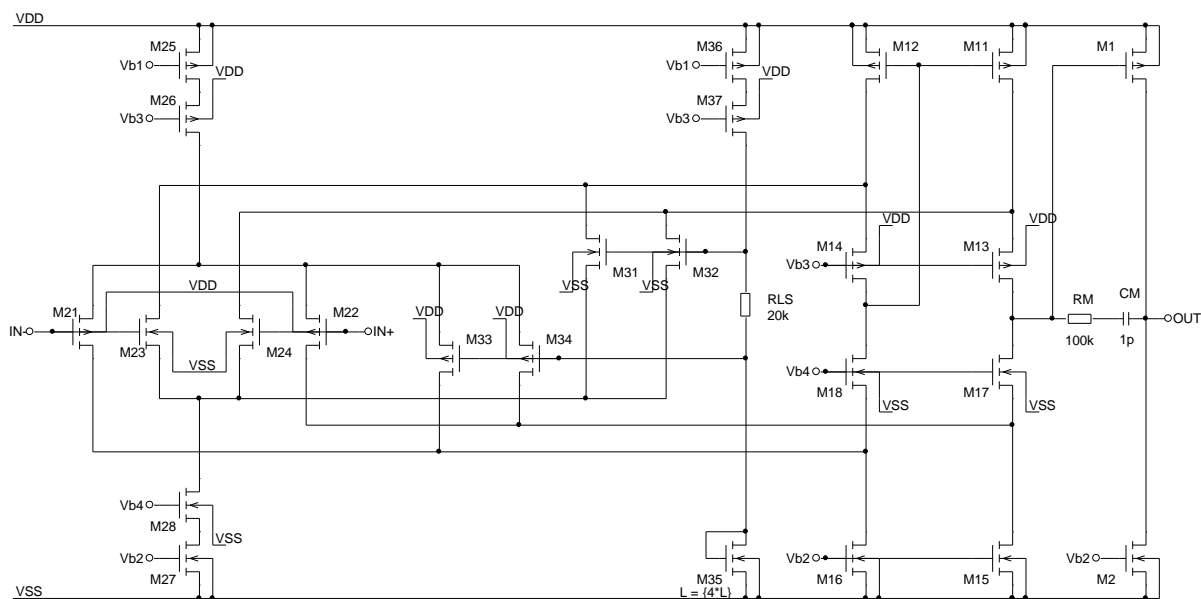 VDD
M25
Vb1
VDD
M26
Vb3
M36
Vb1
VDD
M37
Vb3
M12
M11
M1
M14
VDD
Vb3
M13
VDD
M31
VSS
M32
VSS
RLS
20k
M21
VDD
M22
IN-
IN+
M23
VSS
M24
VDD
M33
VDD
M34
RM
100k
CM
1p
OUT
Vb4
M18
VSS
M17
VSS
Vb4
M28
VSS
Vb2
M27
M35
L = {4*L}
Vb2
M16
M15
Vb2
M2
VSS